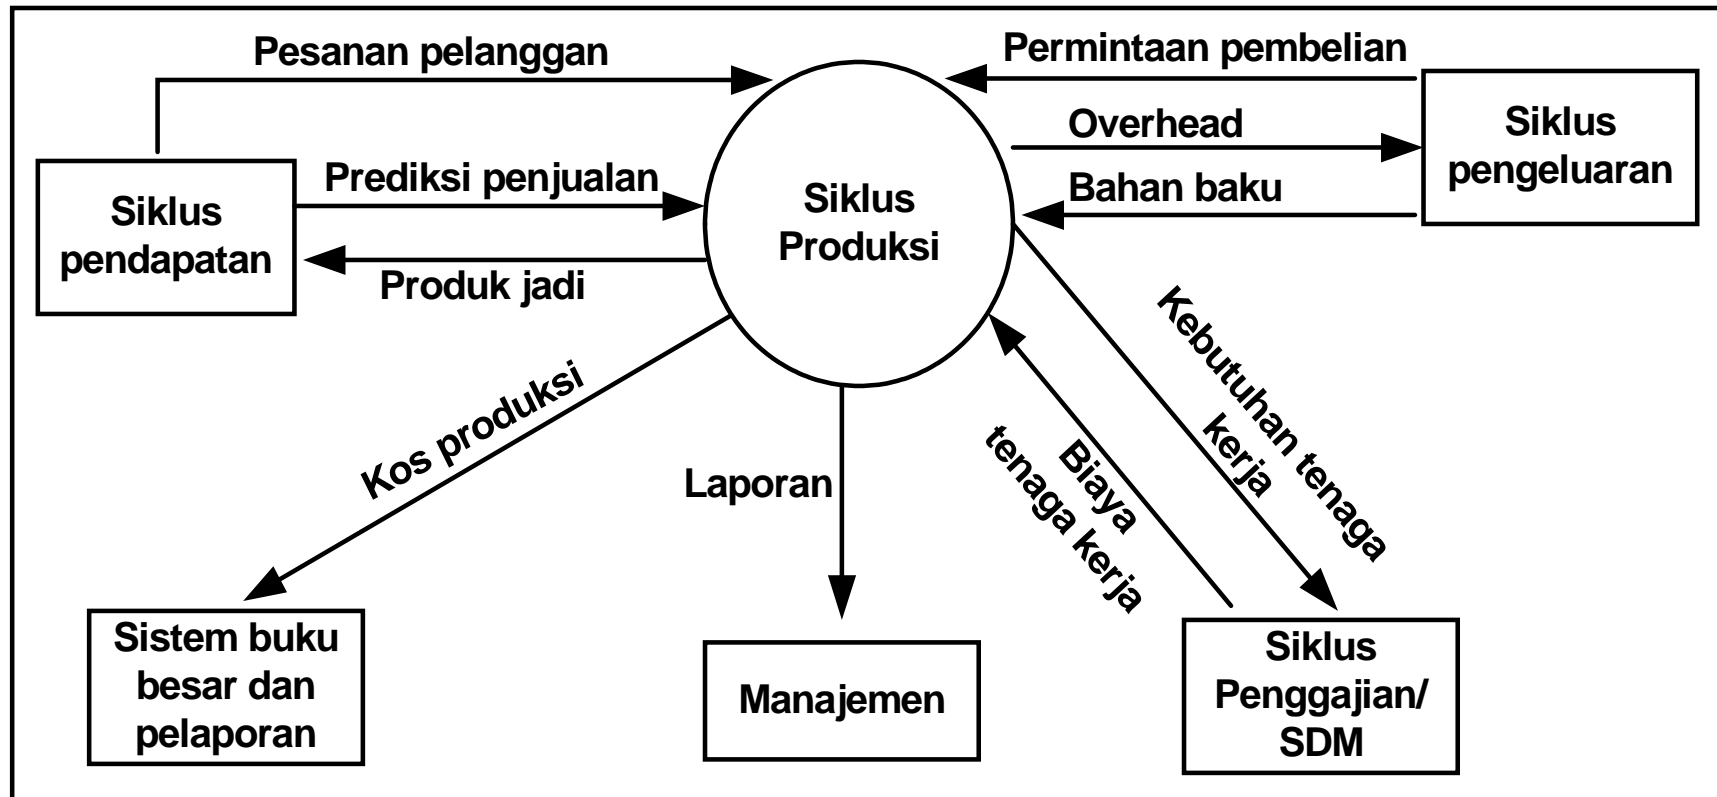 Pesanan pelanggan
Permintaan pembelian
Overhead
Siklus
pengeluaran
Prediksi penjualan
Bahan baku
Siklus
pendapatan
Siklus
Produksi
Produk jadi
Kebutuhan tenaga
kerja
Kos produksi
Biaya
tenaga kerja
Laporan
Sistem buku
besar dan
pelaporan
Manajemen
Siklus
Penggajian/
SDM